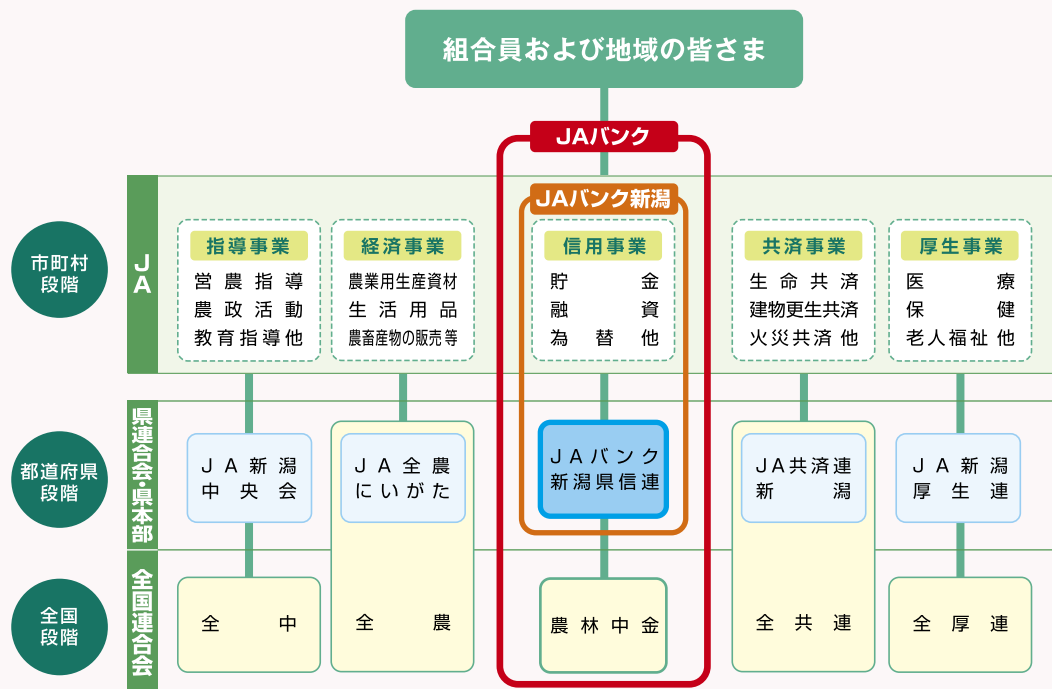 組合員および地域の皆さま
JAバンク
JAバンク新潟
市町村
段階
JA
指導事業
営農指導
農政活動
教育指導他
経済事業
農業用生産資材
生活用品
農畜産物の販売等
信用事業
貯金
融資
為替他
共済事業
生命共済
建物更生共済
火災共済他
厚生事業
医療
保健
老人福祉他
都道府県
段階
県連合会・県本部
JA新潟
中央会
JA全農
にいがた
JAバンク
新潟県信連
JA共済連
新潟
JA新潟
厚生連
全国
段階
全国連合会
全中
全農
農林中金
全共連
全厚連